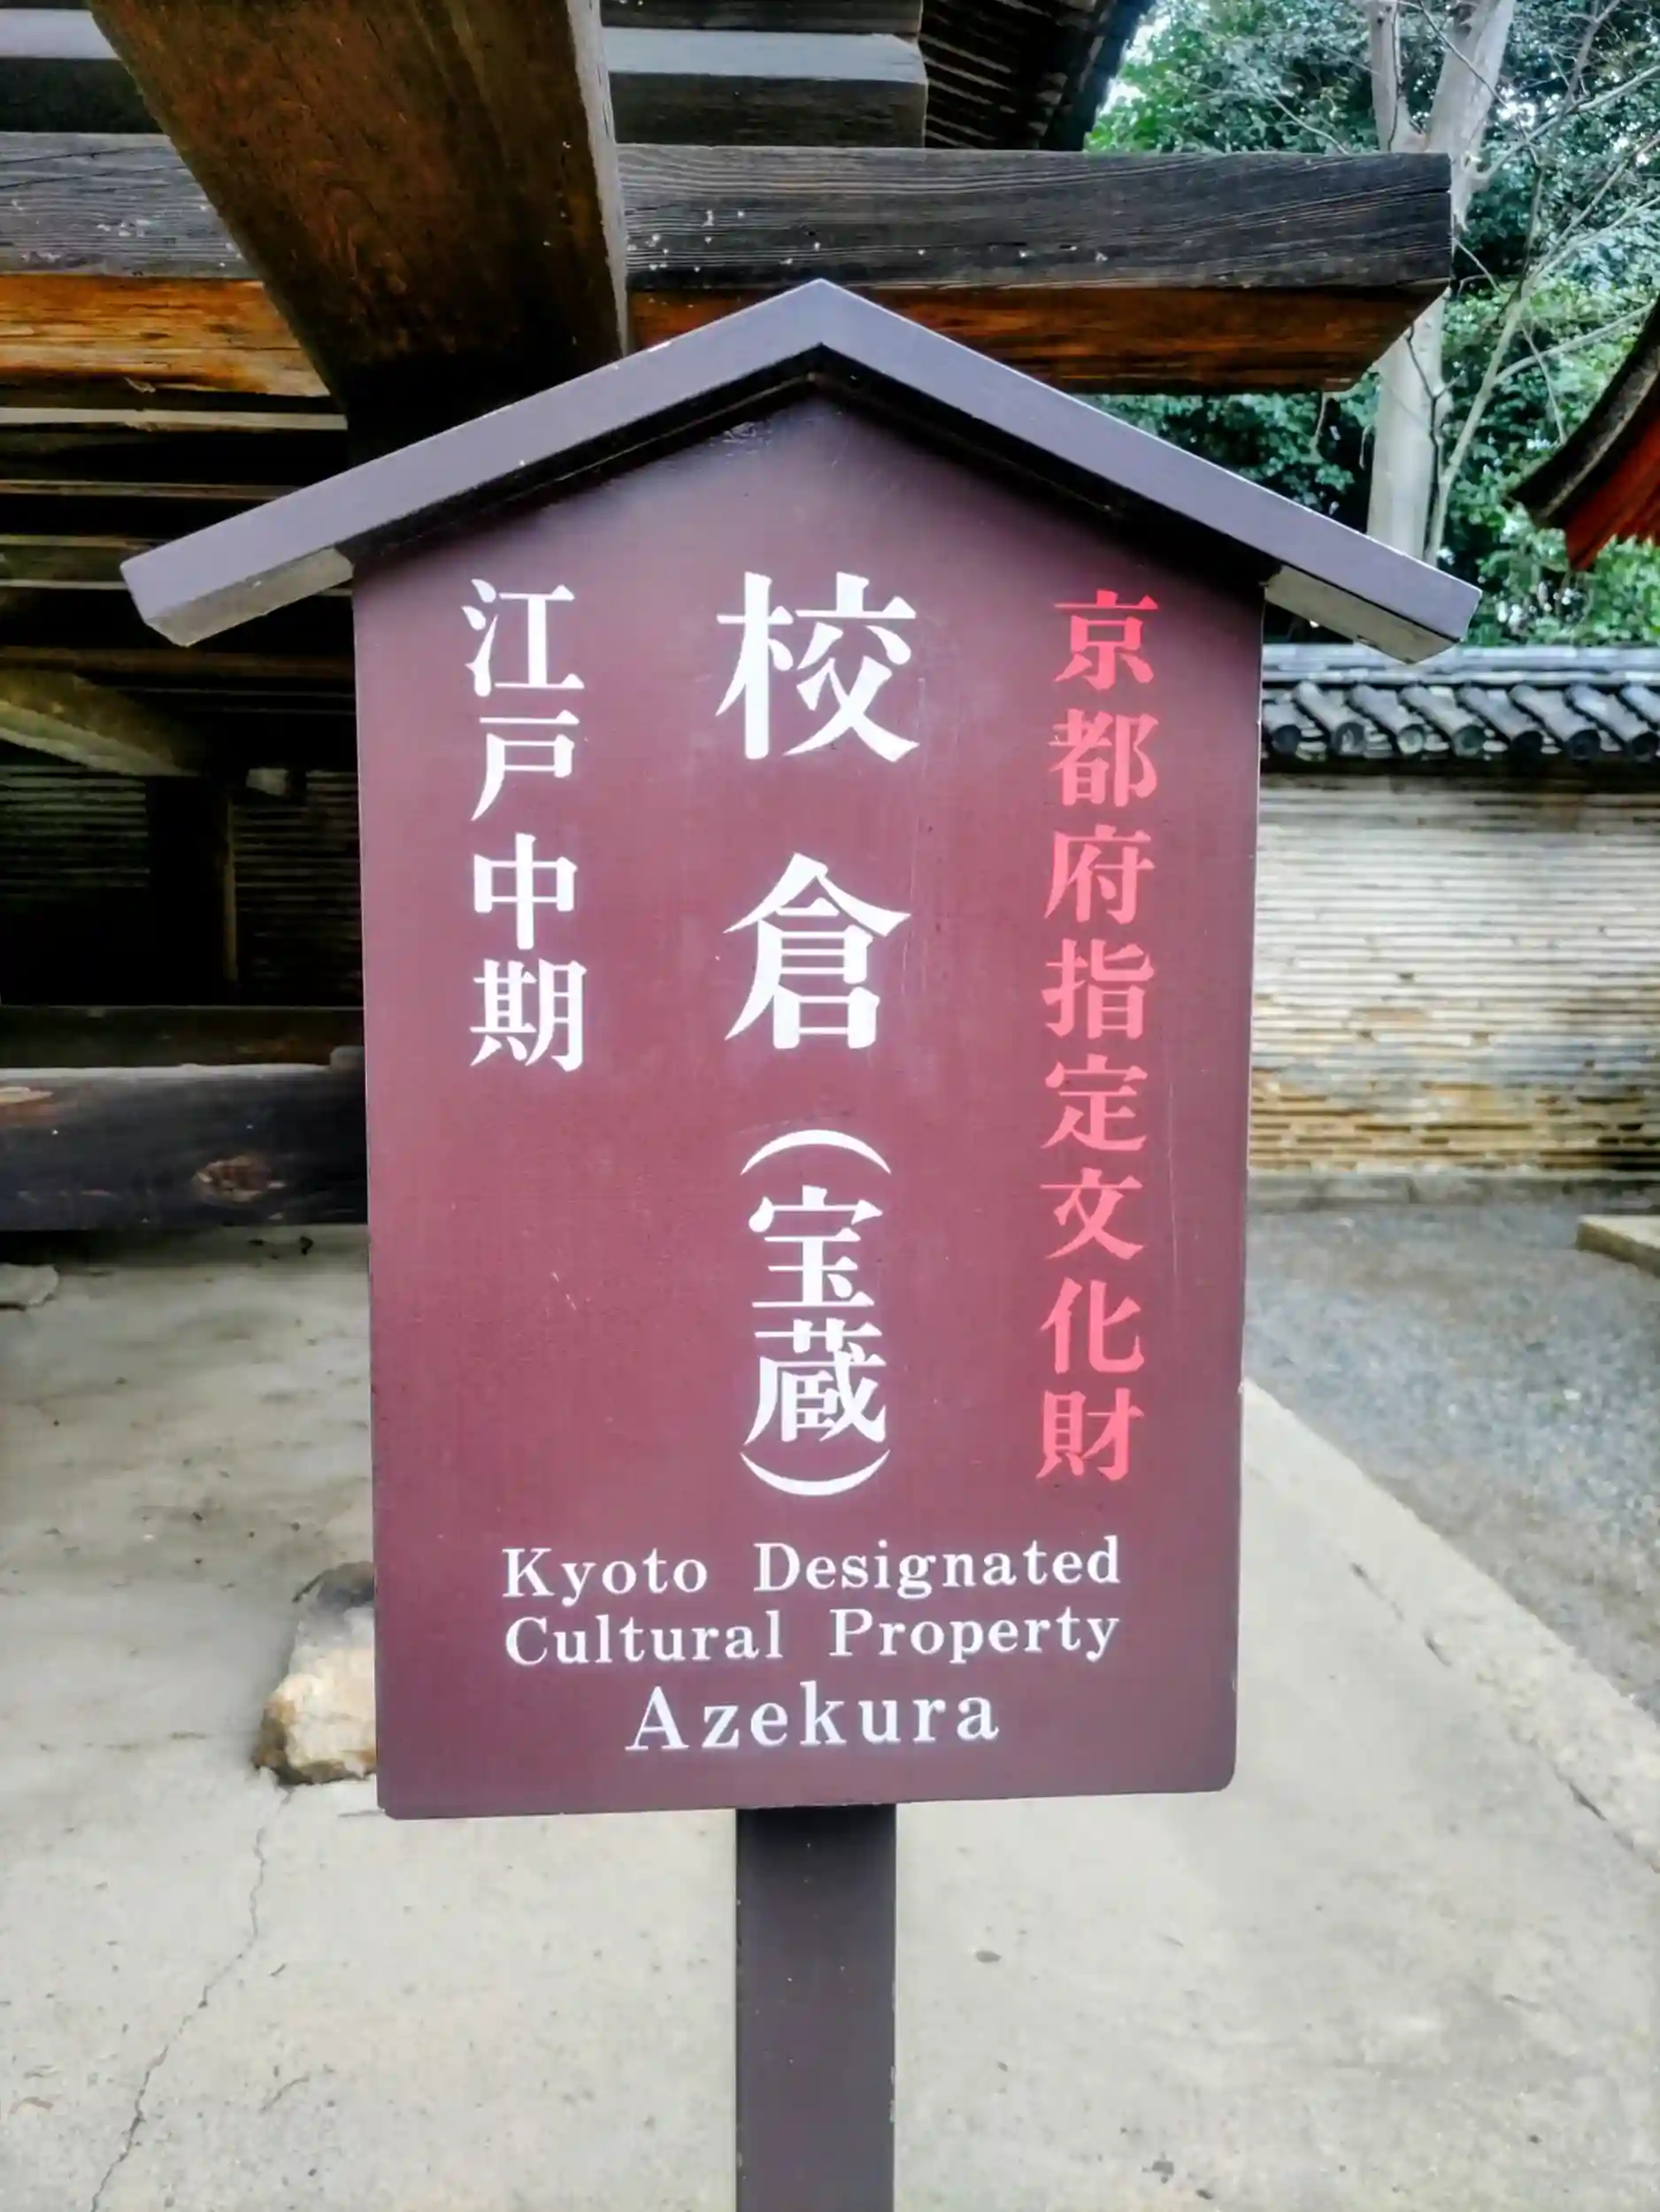 京都府指定文化財
校倉（宝蔵）
江戸中期
Kyoto Designated
Cultural Property
Azekura